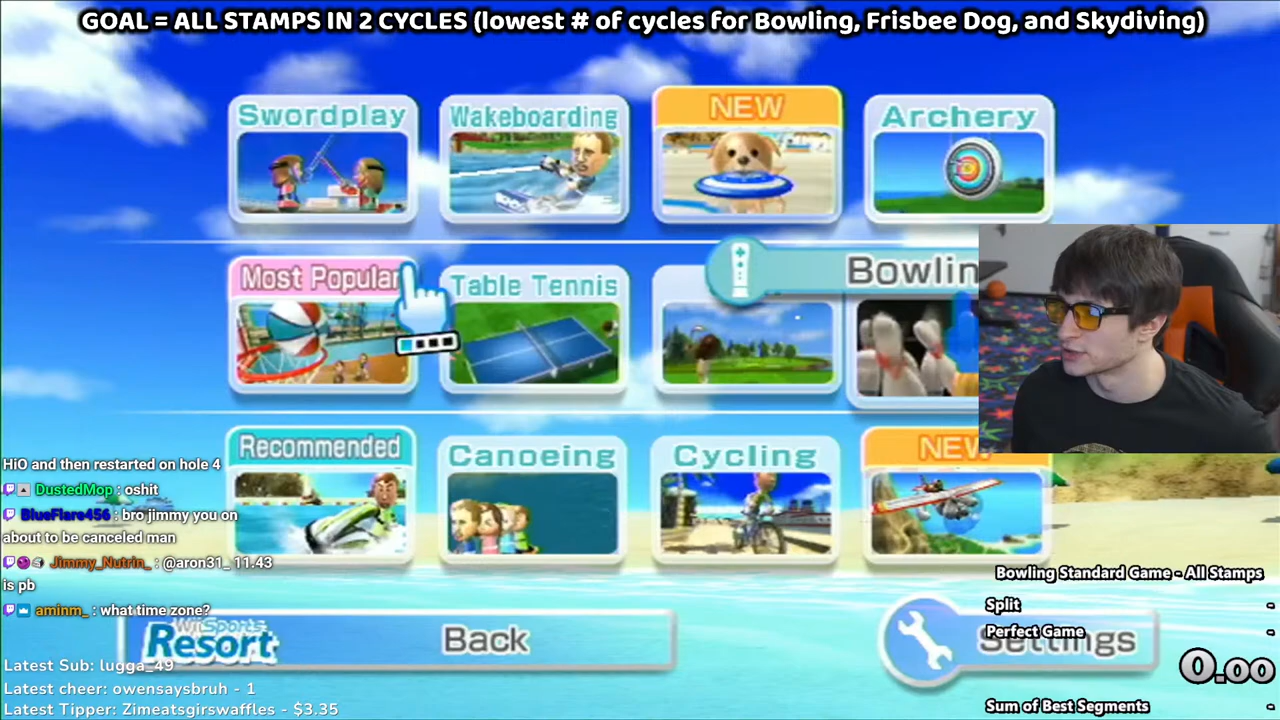 GOAL = ALL STAMPS IN 2 CYCLES (lowest # of cycles for Bowling, Frisbee Dog, and Skydiving)
Swordplay
Wakeboarding
NEW
Archery
Most Popular
Table Tennis
Bowlin
Recommended
Canoeing
Cycling
NEW
HiO and then restarted on hole 4
DustedMop : oshit
BlueFlare456 : bro jimmy you on
about to be canceled man
Jimmy_Nutrin_ : @aron31_ 11.43
is pb
aminm_ : what time zone?
Wii Sports
Resort
Back
Settings
Bowling Standard Game - All Stamps
Split -
Perfect Game -
0.00
Sum of Best Segments -
Latest Sub: lugga_49
Latest cheer: owensaysbruh - 1
Latest Tipper: Zimeatsgirswaffles - $3.35